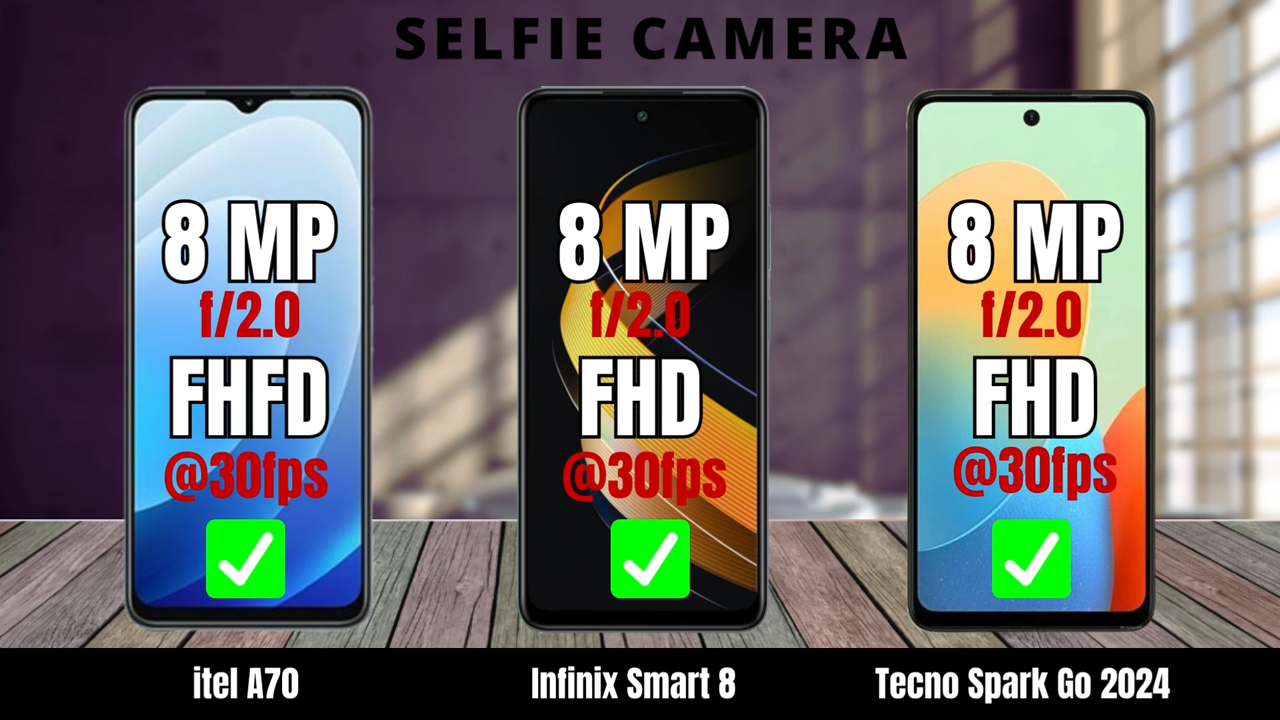 SELFIE CAMERA
8 MP
f/2.0
FHFD
@30fps
itel A70
8 MP
f/2.0
FHD
@30fps
Infinix Smart 8
8 MP
f/2.0
FHD
@30fps
Tecno Spark Go 2024